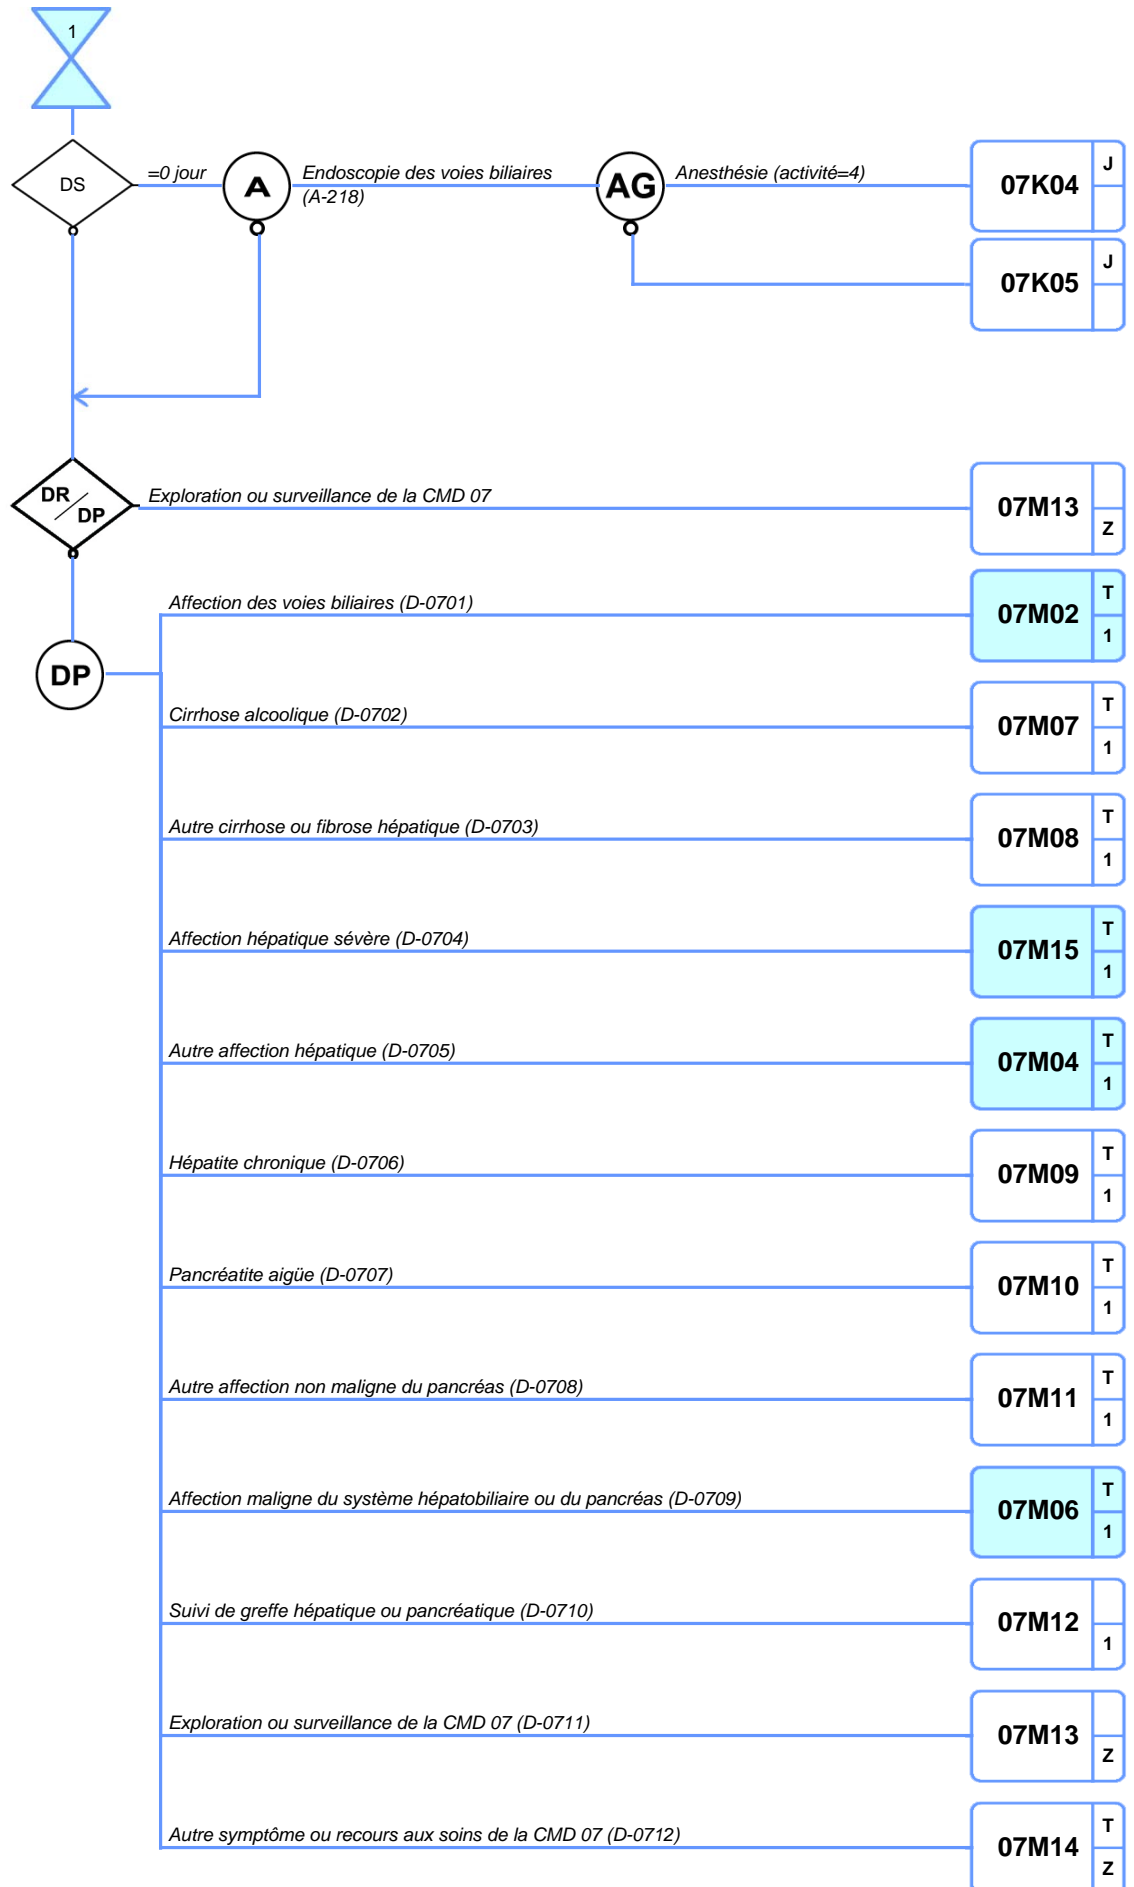 1
DS
=0 jour
A
Endoscopie des voies biliaires
(A-218)
AG
Anesthésie (activité=4)
07K04
J
07K05
J
DR
DP
Exploration ou surveillance de la CMD 07
07M13
Z
DP
Affection des voies biliaires (D-0701)
07M02
T
1
Cirrhose alcoolique (D-0702)
07M07
T
1
Autre cirrhose ou fibrose hépatique (D-0703)
07M08
T
1
Affection hépatique sévère (D-0704)
07M15
T
1
Autre affection hépatique (D-0705)
07M04
T
1
Hépatite chronique (D-0706)
07M09
T
1
Pancréatite aigüe (D-0707)
07M10
T
1
Autre affection non maligne du pancréas (D-0708)
07M11
T
1
Affection maligne du système hépatobiliaire ou du pancréas (D-0709)
07M06
T
1
Suivi de greffe hépatique ou pancréatique (D-0710)
07M12
1
Exploration ou surveillance de la CMD 07 (D-0711)
07M13
Z
Autre symptôme ou recours aux soins de la CMD 07 (D-0712)
07M14
T
Z